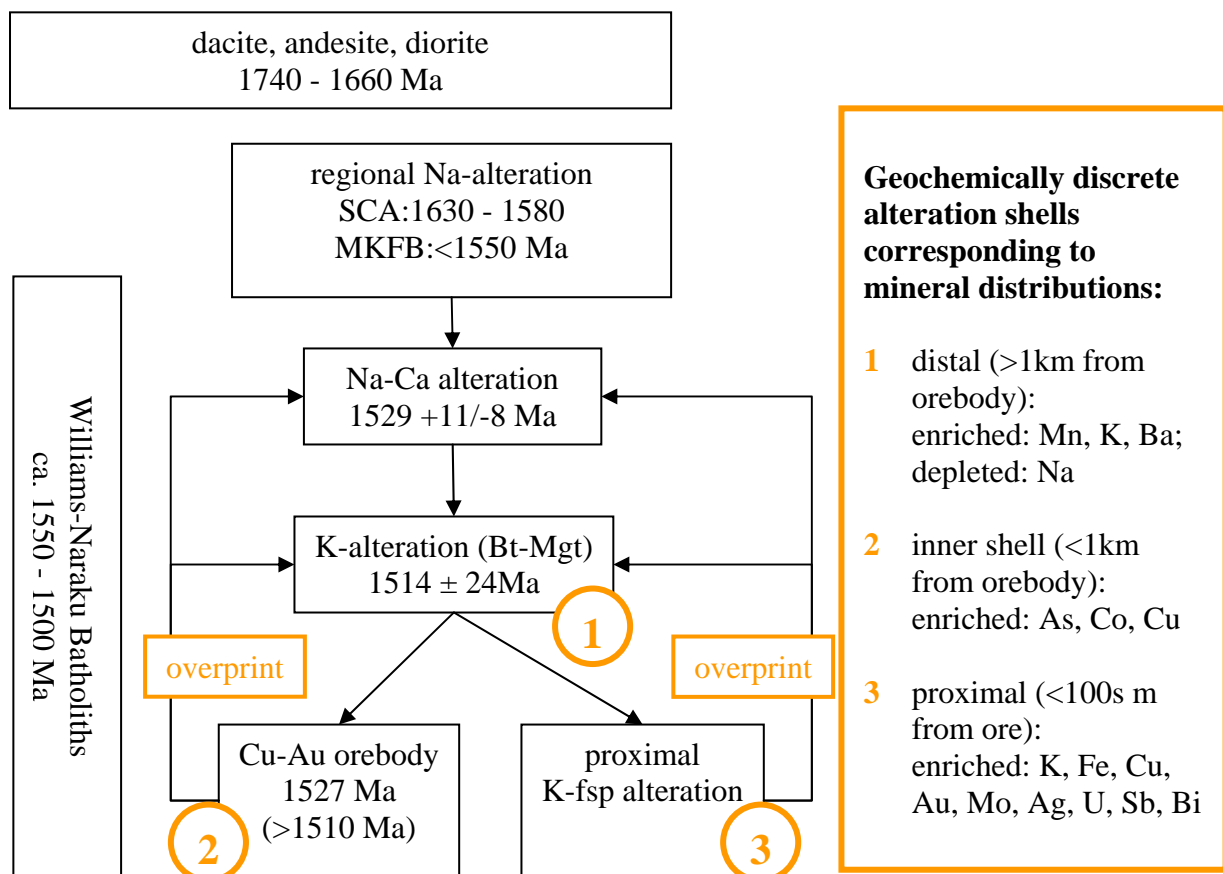 dacite, andesite, diorite
1740 - 1660 Ma
regional Na-alteration
SCA:1630 - 1580
MKFB:<1550 Ma
Na-Ca alteration
1529 +11/-8 Ma
K-alteration (Bt-Mgt)
1514 ± 24Ma
1
overprint
overprint
Cu-Au orebody
1527 Ma
(>1510 Ma)
2
proximal
K-fsp alteration
3
Williams-Naraku Batholiths
ca. 1550 - 1500 Ma
Geochemically discrete
alteration shells
corresponding to
mineral distributions:
1 distal (>1km from
orebody):
enriched: Mn, K, Ba;
depleted: Na
2 inner shell (<1km
from orebody):
enriched: As, Co, Cu
3 proximal (<100s m
from ore):
enriched: K, Fe, Cu,
Au, Mo, Ag, U, Sb, Bi